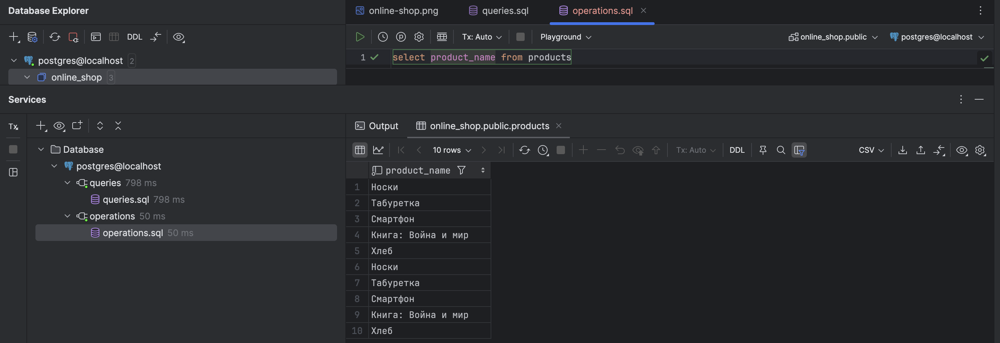 Database Explorer
online-shop.png queries.sql operations.sql
DDL
Tx: Auto Playground online_shop.public postgres@localhost
postgres@localhost 2
online_shop 3
1 select product_name from products
Services
Tx
Output online_shop.public.products
Database
postgres@localhost
queries 798 ms
queries.sql 798 ms
operations 50 ms
operations.sql 50 ms
10 rows Tx: Auto DDL CSV
product_name
1 Носки
2 Табуретка
3 Смартфон
4 Книга: Война и мир
5 Хлеб
6 Носки
7 Табуретка
8 Смартфон
9 Книга: Война и мир
10 Хлеб